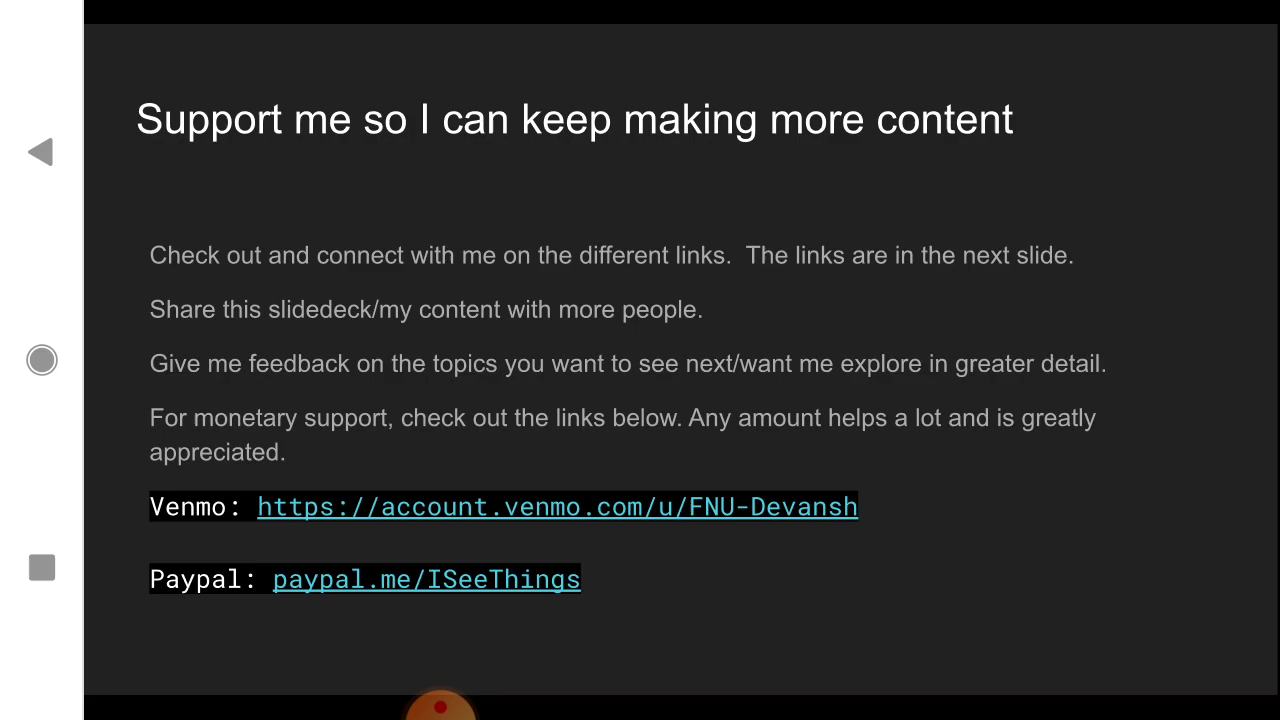 Support me so I can keep making more content
Check out and connect with me on the different links.  The links are in the next slide.
Share this slidedeck/my content with more people.
Give me feedback on the topics you want to see next/want me explore in greater detail.
For monetary support, check out the links below. Any amount helps a lot and is greatly
appreciated.
Venmo: https://account.venmo.com/u/FNU-Devansh
Paypal: paypal.me/ISeeThings